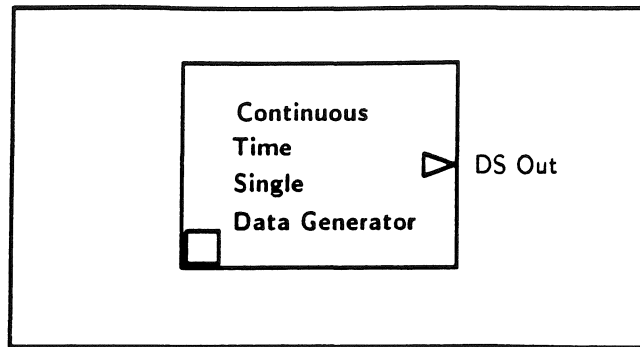 Continuous
Time
Single
Data Generator
DS Out